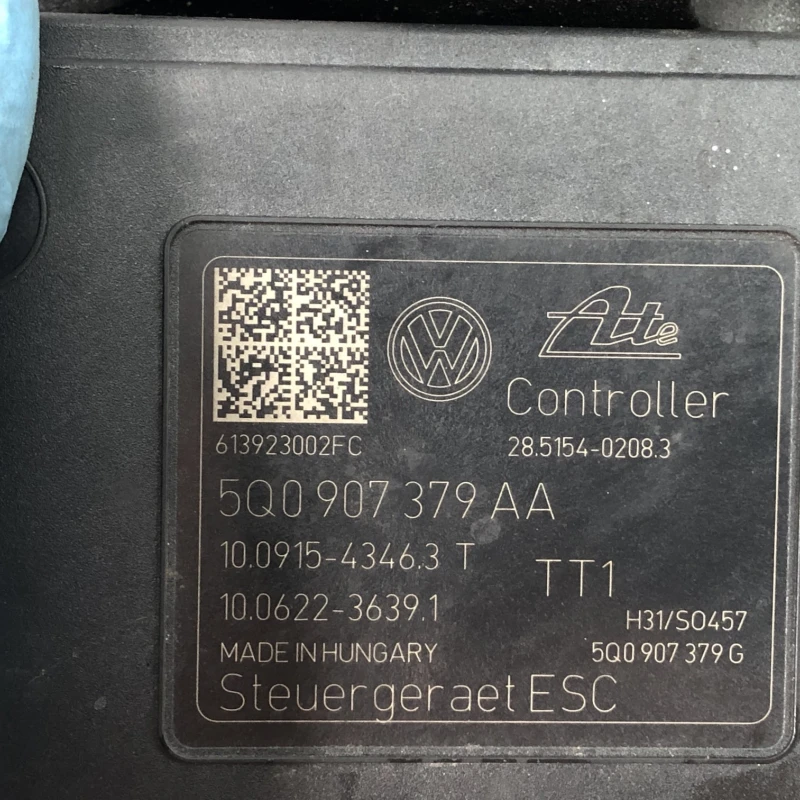 Ate
Controller
613923002FC
28.5154-0208.3
5Q0 907 379 AA
10.0915-4346.3 T
TT1
10.0622-3639.1
H31/SO457
MADE IN HUNGARY
5Q0 907 379 G
Steuergeraet ESC